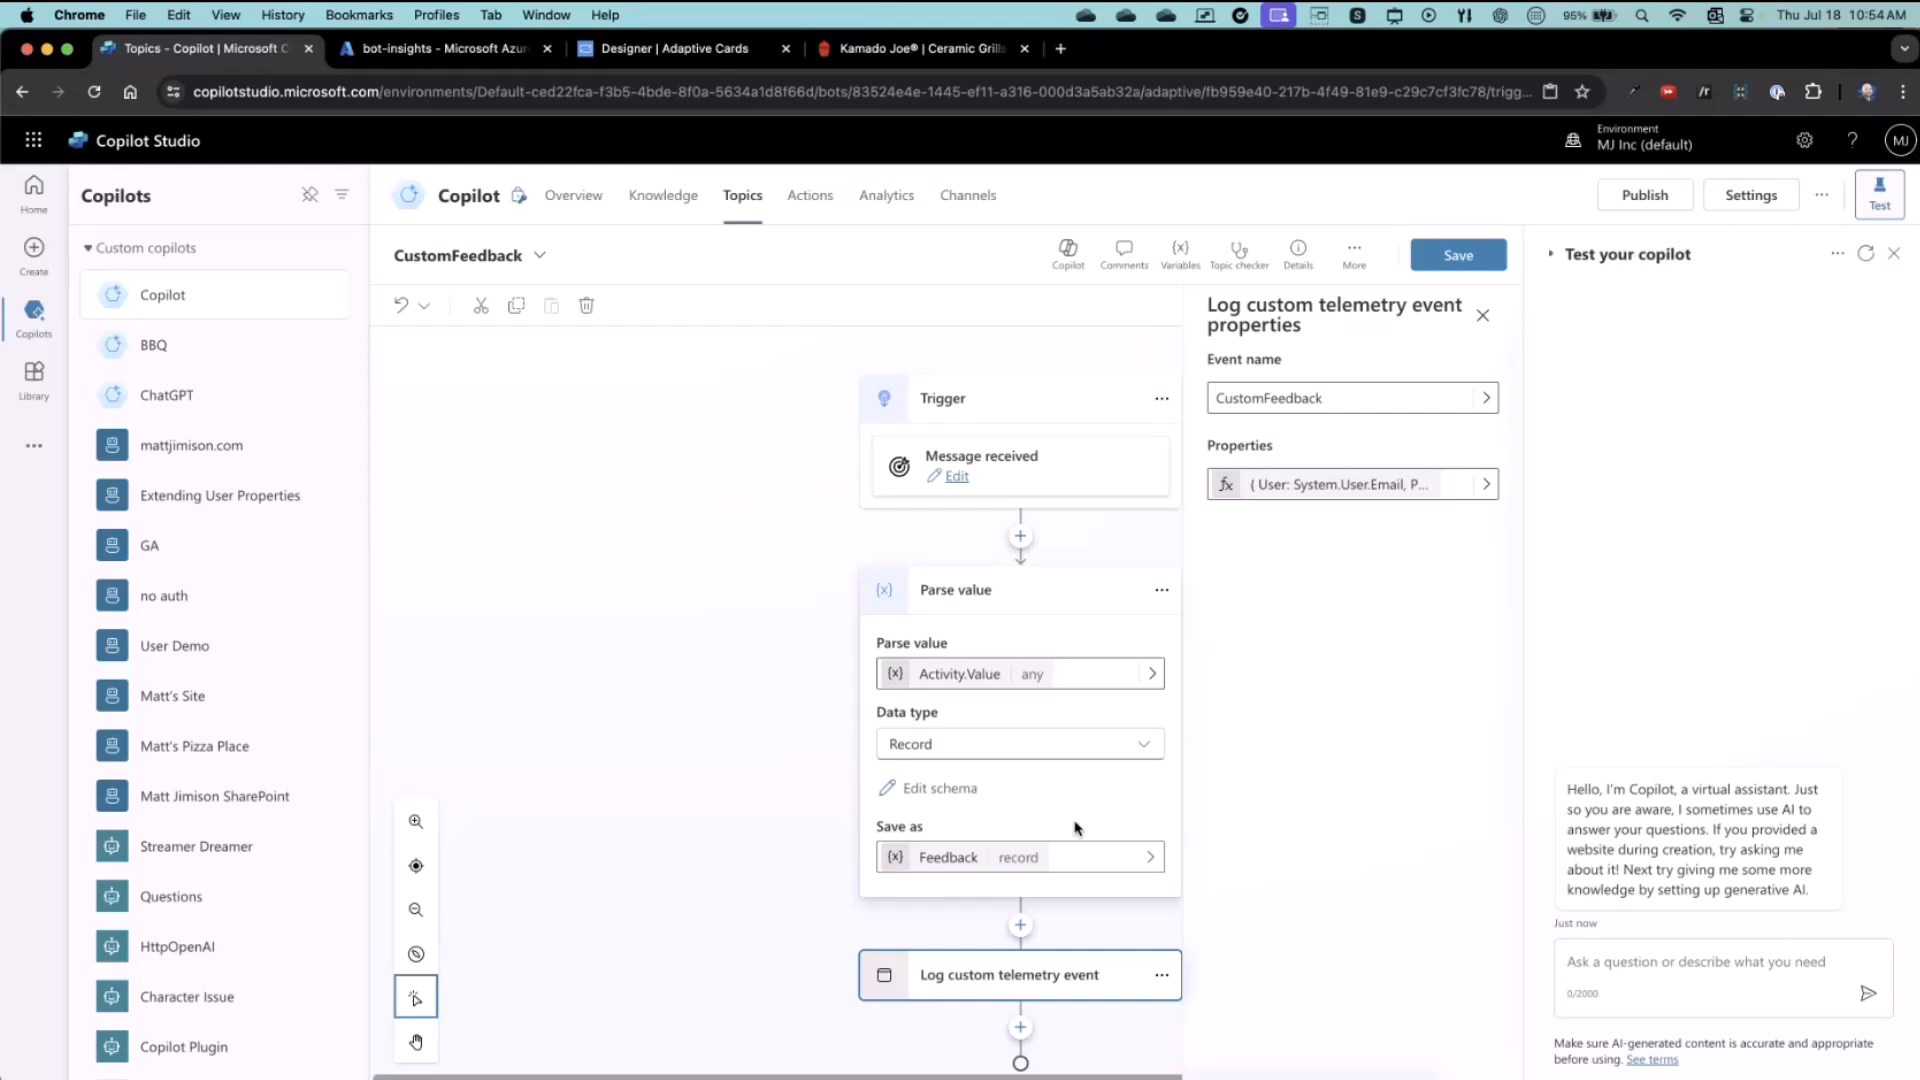 Chrome File Edit View History Bookmarks Profiles Tab Window Help 95% Thu Jul 18 10:54 AM
Topics - Copilot | Microsoft C
bot-insights - Microsoft Azur
Designer | Adaptive Cards
Kamado Joe® | Ceramic Grills
copilotstudio.microsoft.com/environments/Default-ced22fca-f3b5-4bde-8f0a-5634a1d8f66d/bots/83524e4e-1445-ef11-a316-000d3a5ab32a/adaptive/fb959e40-217b-4f49-81e9-c29c7cf3fc78/trigg...
Copilot Studio
Environment
MJ Inc (default)
MJ
Home
Create
Copilots
Library
Copilots
Custom copilots
Copilot
BBQ
ChatGPT
mattjimison.com
Extending User Properties
GA
no auth
User Demo
Matt's Site
Matt's Pizza Place
Matt Jimison SharePoint
Streamer Dreamer
Questions
HttpOpenAI
Character Issue
Copilot Plugin
Copilot Overview Knowledge Topics Actions Analytics Channels
Publish Settings Test
CustomFeedback
Copilot Comments Variables Topic checker Details More
Save
Trigger
Message received
Edit
Parse value
Parse value
{x} Activity.Value any
Data type
Record
Edit schema
Save as
{x} Feedback record
Log custom telemetry event
Log custom telemetry event
properties
Event name
CustomFeedback
Properties
fx { User: System.User.Email, P...
Test your copilot
Hello, I'm Copilot, a virtual assistant. Just
so you are aware, I sometimes use AI to
answer your questions. If you provided a
website during creation, try asking me
about it! Next try giving me some more
knowledge by setting up generative AI.
Just now
Ask a question or describe what you need
0/2000
Make sure AI-generated content is accurate and appropriate
before using. See terms